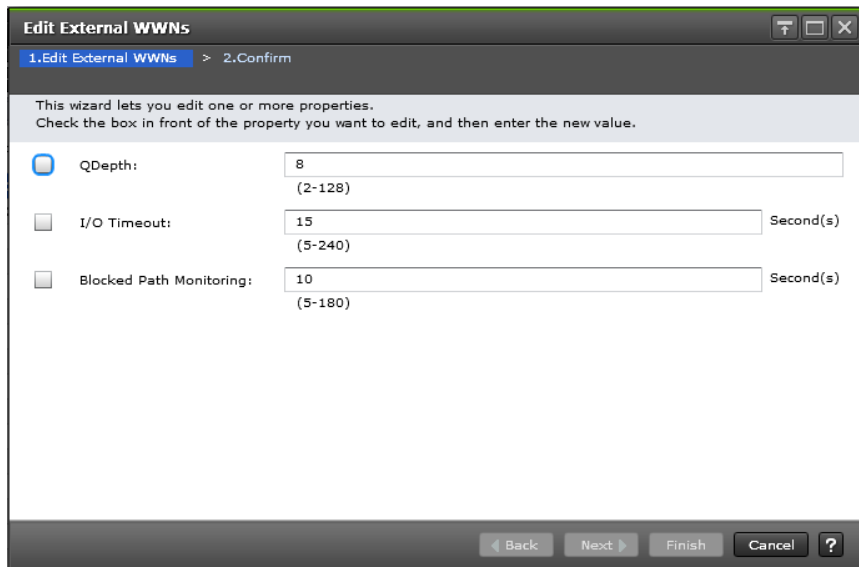 Edit External WWNs
1.Edit External WWNs > 2.Confirm
This wizard lets you edit one or more properties.
Check the box in front of the property you want to edit, and then enter the new value.
QDepth: 8
(2-128)
I/O Timeout: 15 Second(s)
(5-240)
Blocked Path Monitoring: 10 Second(s)
(5-180)
Back Next Finish Cancel ?